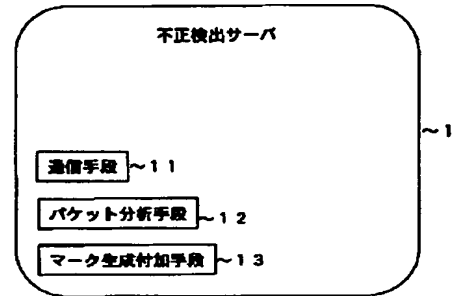 不正検出サーバ
~1
通信手段 ~11
パケット分析手段 ~12
マーク生成付加手段 ~13